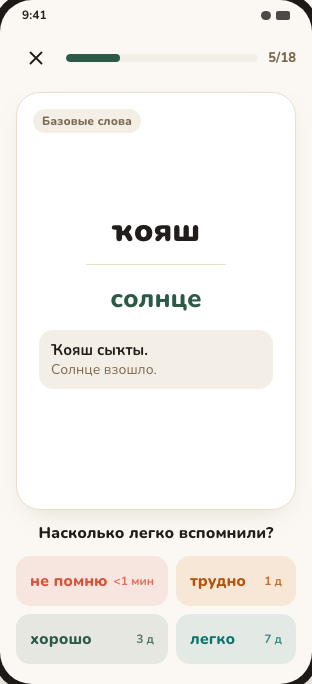 9:41
5/18
Базовые слова
ҡояш
солнце
Ҡояш сыҡты.
Солнце взошло.
Насколько легко вспомнили?
не помню <1 мин
трудно 1 д
хорошо 3 д
легко 7 д